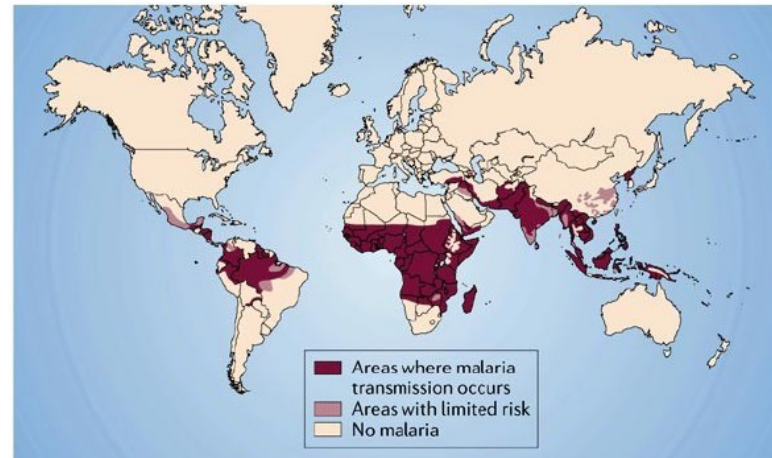 Areas where malaria
transmission occurs
Areas with limited risk
No malaria